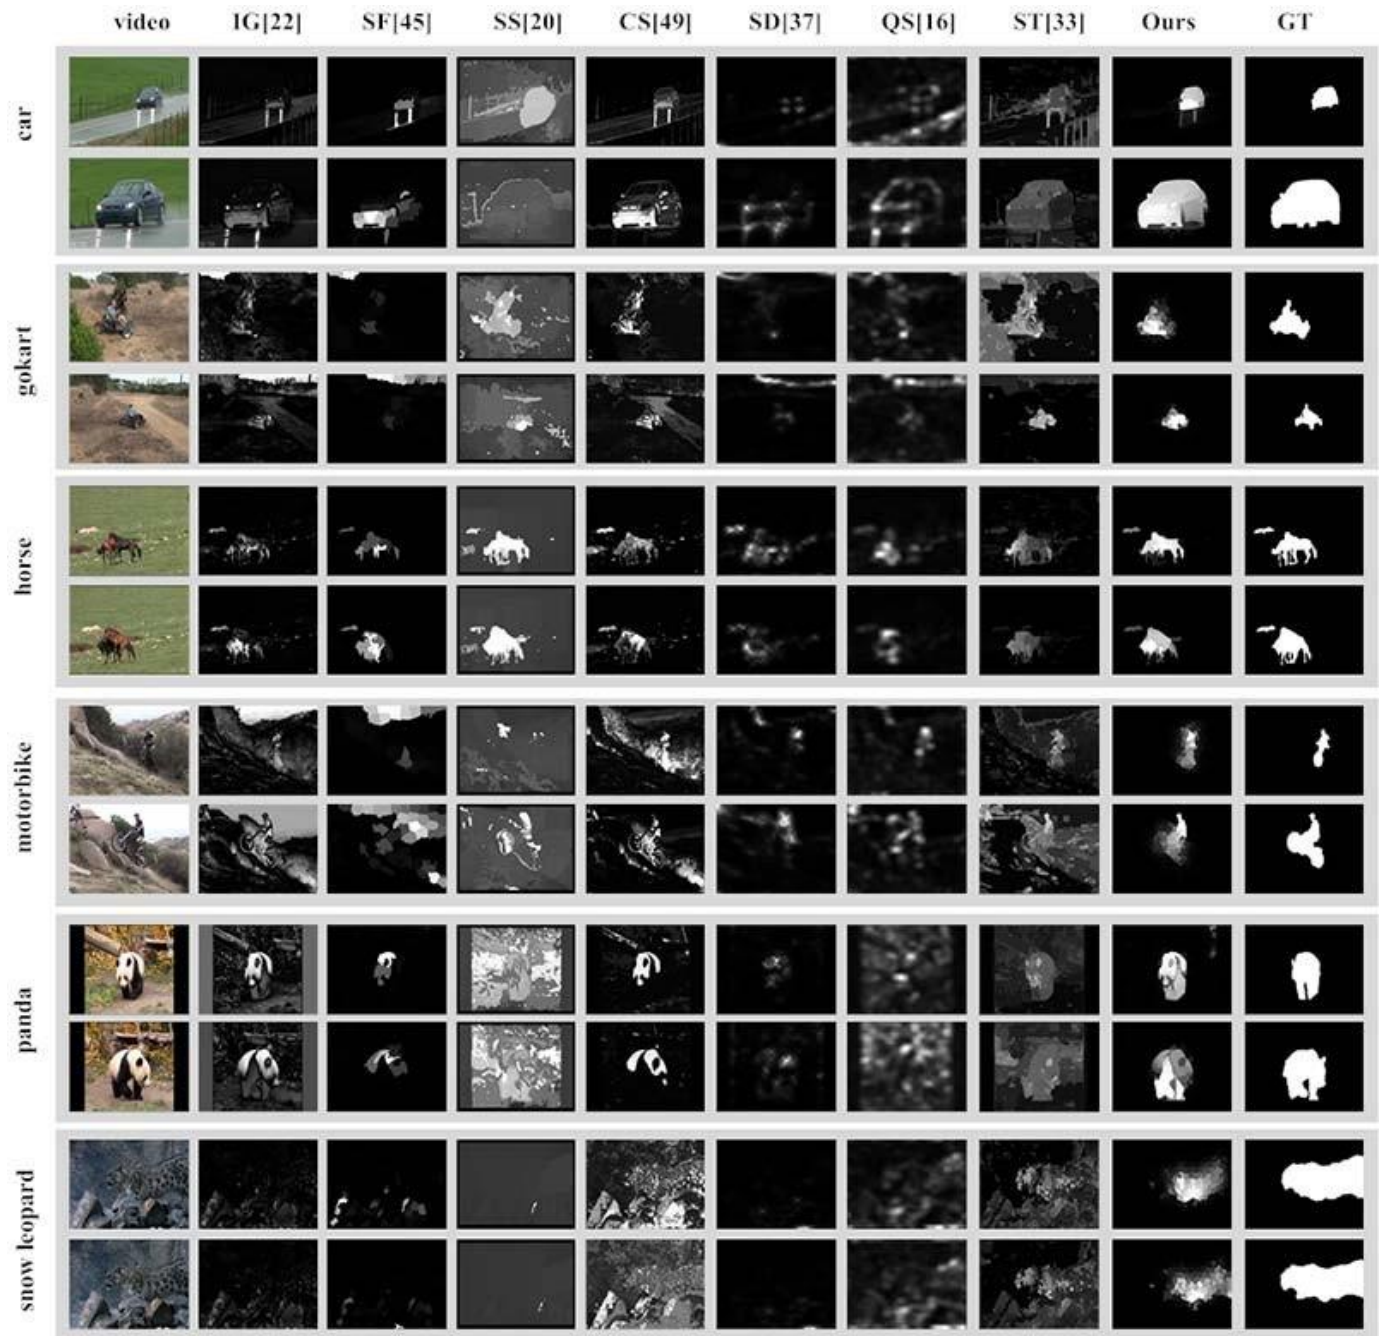 video IG[22] SF[45] SS[20] CS[49] SD[37] QS[16] ST[33] Ours GT
car
gokart
horse
motorbike
panda
snow leopard